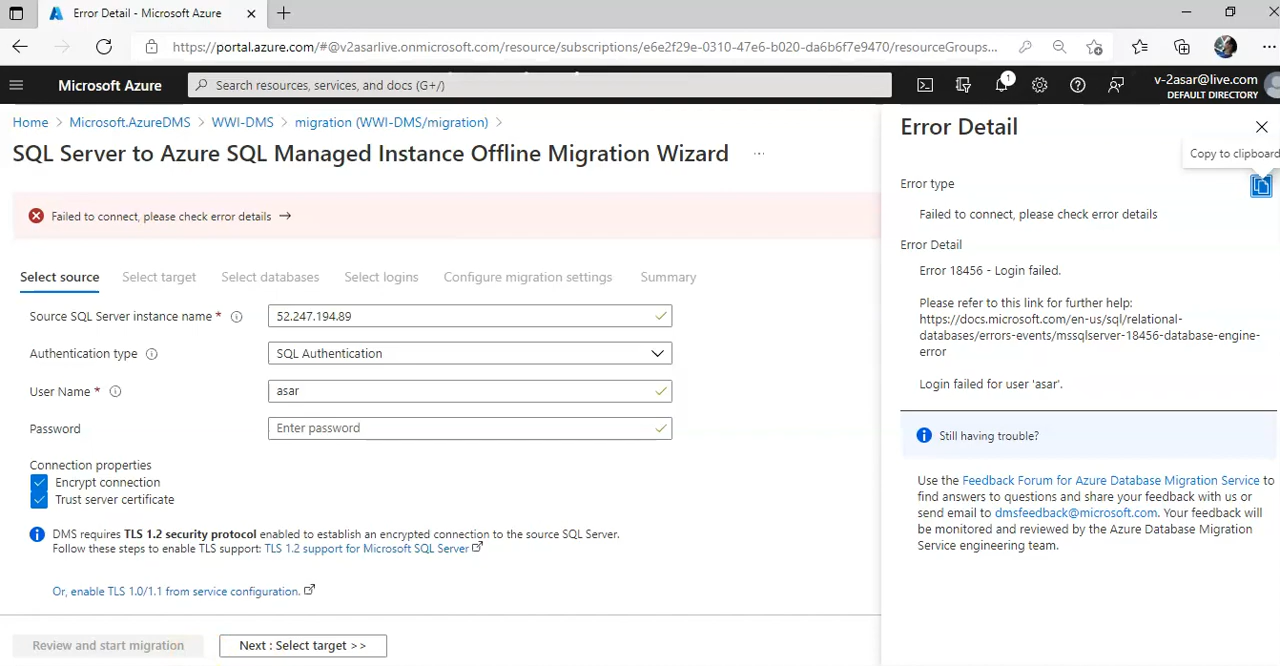 Error Detail - Microsoft Azure
https://portal.azure.com/#@v2asarlive.onmicrosoft.com/resource/subscriptions/e6e2f29e-0310-47e6-b020-da6b6f7e9470/resourceGroups...
Microsoft Azure
Search resources, services, and docs (G+/)
1
v-2asar@live.com
DEFAULT DIRECTORY
Home > Microsoft.AzureDMS > WWI-DMS > migration (WWI-DMS/migration) >
SQL Server to Azure SQL Managed Instance Offline Migration Wizard ...
Failed to connect, please check error details →
Select source Select target Select databases Select logins Configure migration settings Summary
Source SQL Server instance name *
52.247.194.89
Authentication type
SQL Authentication
User Name *
asar
Password
Enter password
Connection properties
Encrypt connection
Trust server certificate
DMS requires TLS 1.2 security protocol enabled to establish an encrypted connection to the source SQL Server.
Follow these steps to enable TLS support: TLS 1.2 support for Microsoft SQL Server
Or, enable TLS 1.0/1.1 from service configuration.
Review and start migration
Next : Select target >>
Error Detail
Copy to clipboard
Error type
Failed to connect, please check error details
Error Detail
Error 18456 - Login failed.
Please refer to this link for further help:
https://docs.microsoft.com/en-us/sql/relational-
databases/errors-events/mssqlserver-18456-database-engine-
error
Login failed for user 'asar'.
Still having trouble?
Use the Feedback Forum for Azure Database Migration Service to
find answers to questions and share your feedback with us or
send email to dmsfeedback@microsoft.com. Your feedback will
be monitored and reviewed by the Azure Database Migration
Service engineering team.